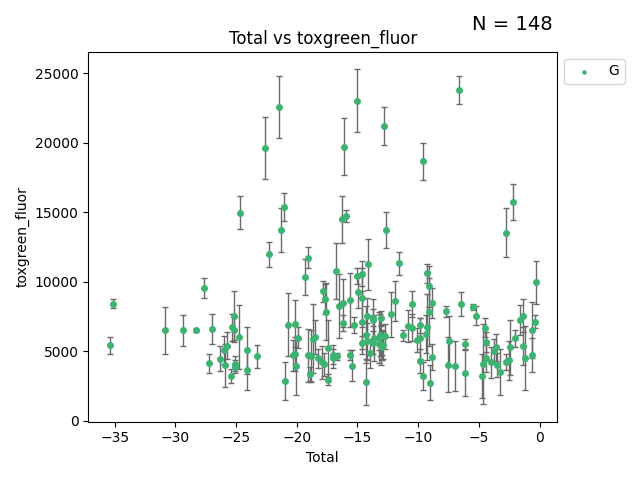 N = 148
Total vs toxgreen_fluor
G
toxgreen_fluor
25000
20000
15000
10000
5000
0
−35 −30 −25 −20 −15 −10 −5 0
Total